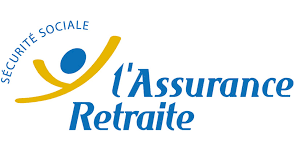 SÉCURITÉ SOCIALE
l'Assurance
Retraite